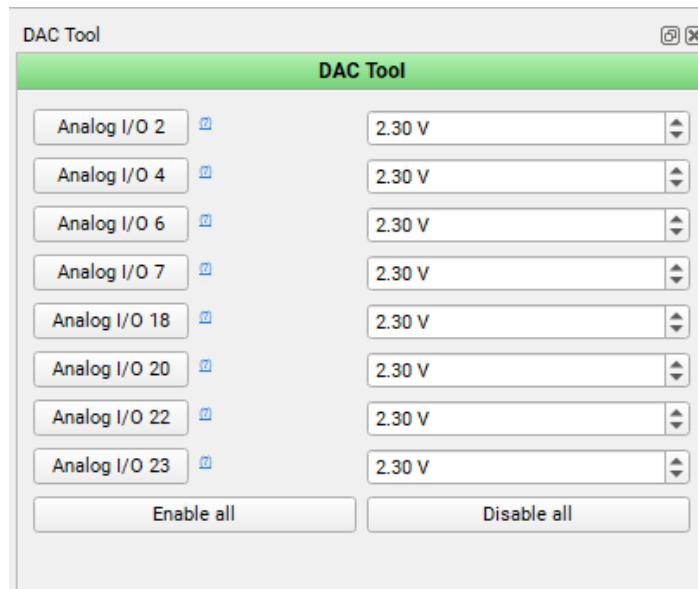 DAC Tool
DAC Tool
Analog I/O 2 [?] 2.30 V
Analog I/O 4 [?] 2.30 V
Analog I/O 6 [?] 2.30 V
Analog I/O 7 [?] 2.30 V
Analog I/O 18 [?] 2.30 V
Analog I/O 20 [?] 2.30 V
Analog I/O 22 [?] 2.30 V
Analog I/O 23 [?] 2.30 V
Enable all Disable all